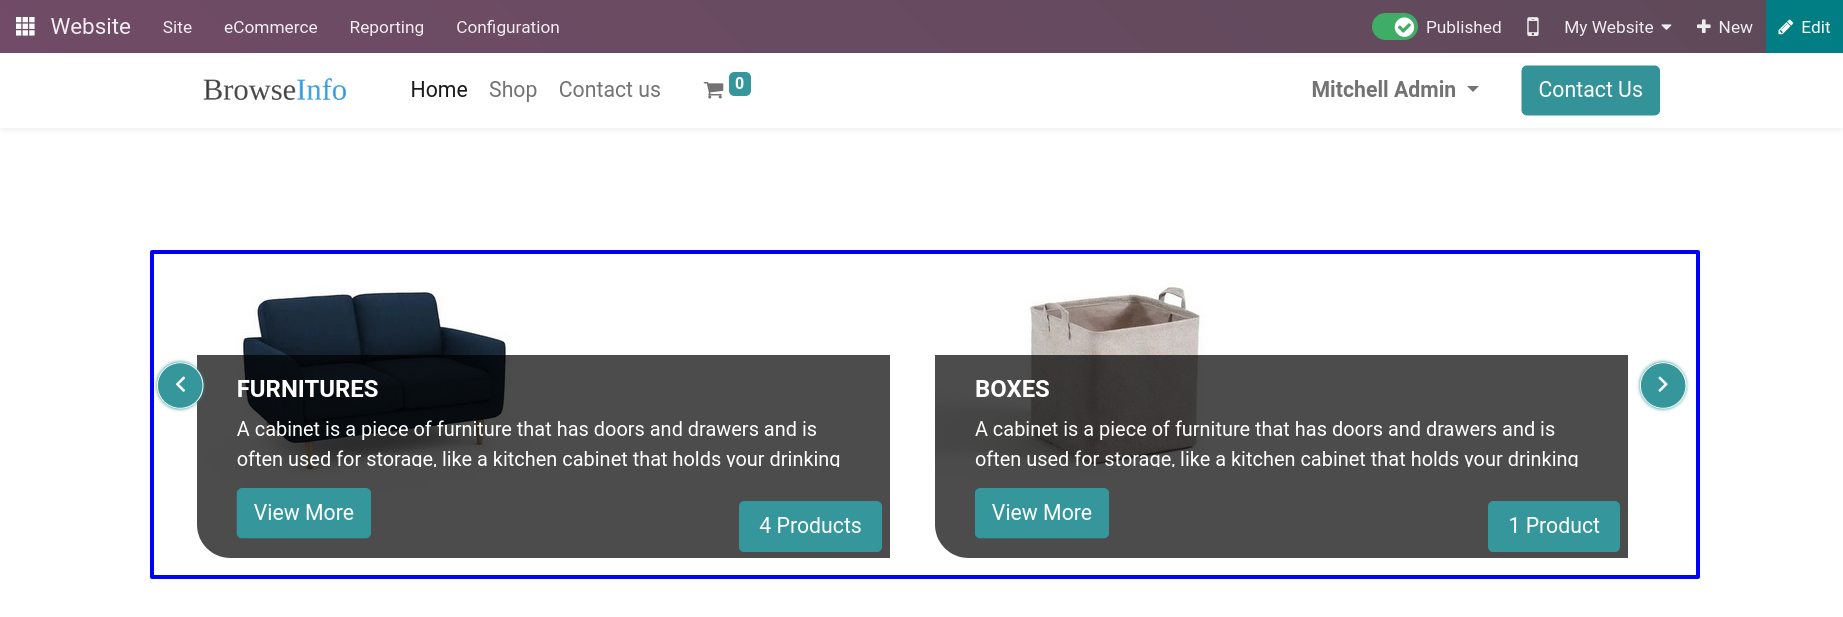 Website Site eCommerce Reporting Configuration Published My Website New Edit
BrowseInfo Home Shop Contact us 0 Mitchell Admin Contact Us
FURNITURES
A cabinet is a piece of furniture that has doors and drawers and is
often used for storage, like a kitchen cabinet that holds your drinking
View More
4 Products
BOXES
A cabinet is a piece of furniture that has doors and drawers and is
often used for storage, like a kitchen cabinet that holds your drinking
View More
1 Product